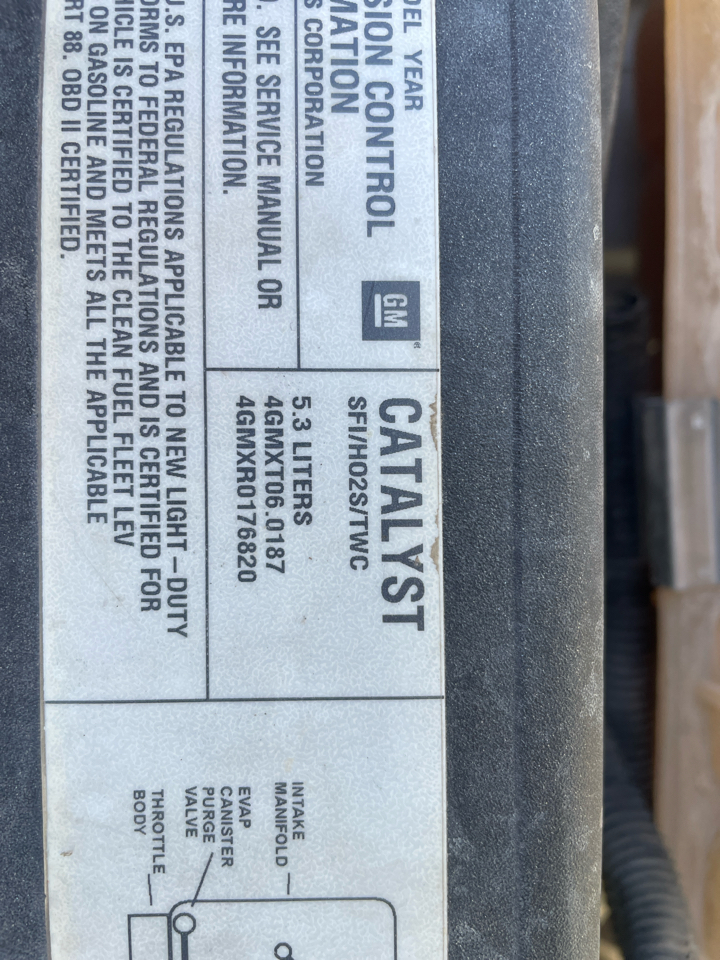 DEL YEAR
SION CONTROL
MATION
S CORPORATION
GM
. SEE SERVICE MANUAL OR
RE INFORMATION.
CATALYST
SFI/HO2S/TWC
5.3 LITERS
4GMXT06.0187
4GMXR0176820
U.S. EPA REGULATIONS APPLICABLE TO NEW LIGHT-DUTY
ORMS TO FEDERAL REGULATIONS AND IS CERTIFIED FOR
HICLE IS CERTIFIED TO THE CLEAN FUEL FLEET LEV
ON GASOLINE AND MEETS ALL THE APPLICABLE
RT 88. OBD II CERTIFIED.
INTAKE
MANIFOLD
EVAP
CANISTER
PURGE
VALVE
THROTTLE
BODY